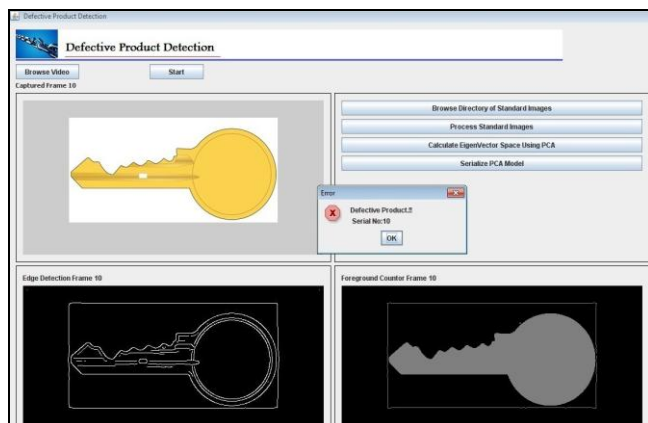 Defective Product Detection
Defective Product Detection
Browse Video
Start
Captured Frame 10
Browse Directory of Standard Images
Process Standard Images
Calculate EigenVector Space Using PCA
Serialize PCA Model
Error
Defective Product.!!
Serial No:10
OK
Edge Detection Frame 10
Foreground Counter Frame 10